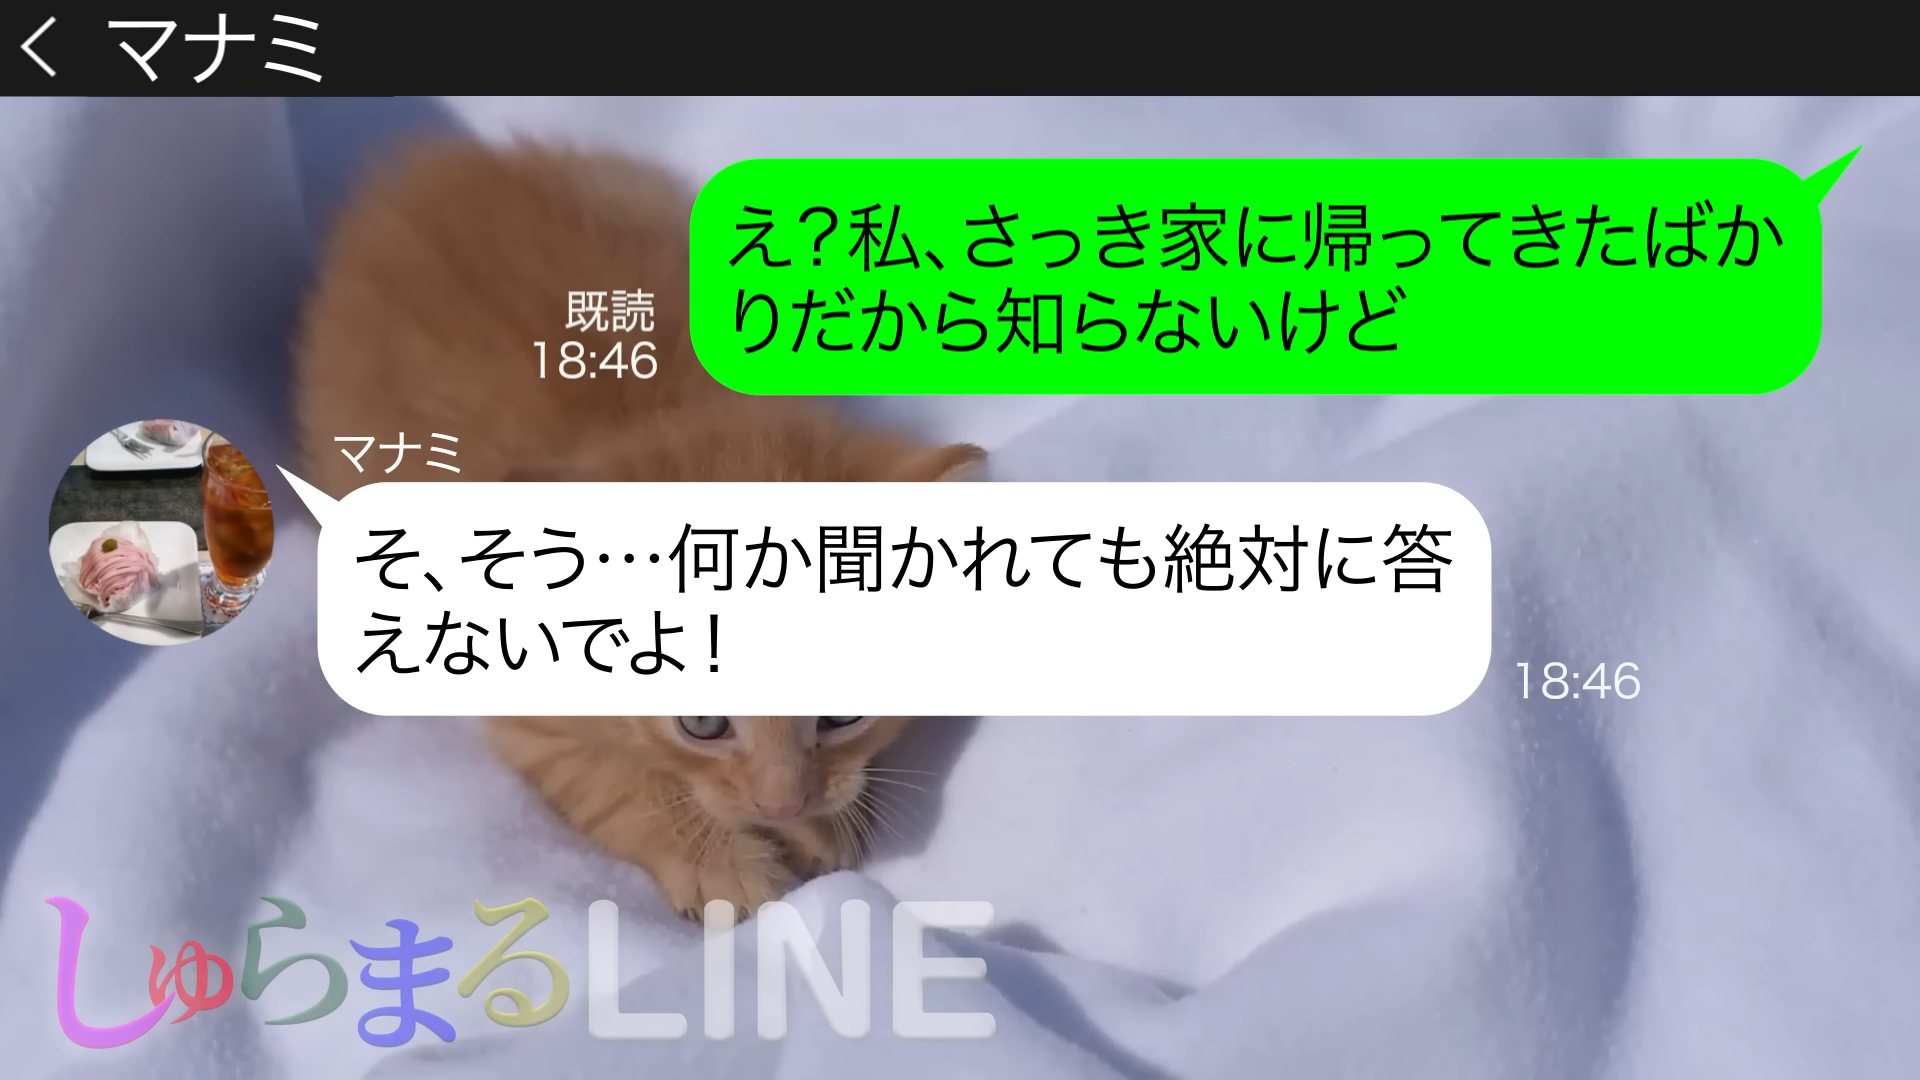 マナミ
え?私、さっき家に帰ってきたばか
りだから知らないけど
既読
18:46
マナミ
そ、そう…何か聞かれても絶対に答
えないでよ!
18:46
しゅらまるLINE